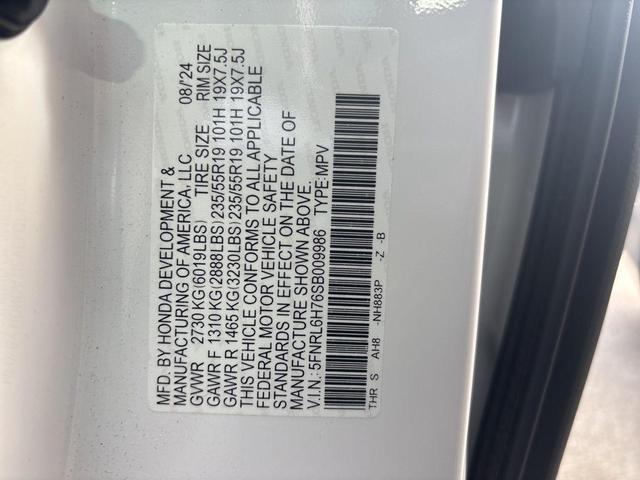 MFD. BY HONDA DEVELOPMENT &
MANUFACTURING OF AMERICA, LLC 08/'24
GVWR 2730 KG(6019LBS) TIRE SIZE RIM SIZE
GAWR F 1310 KG(2888LBS)235/55R19 101H 19X7.5J
GAWR R 1465 KG(3230LBS)235/55R19 101H 19X7.5J
THIS VEHICLE CONFORMS TO ALL APPLICABLE
FEDERAL MOTOR VEHICLE SAFETY
STANDARDS IN EFFECT ON THE DATE OF
MANUFACTURE SHOWN ABOVE.
V.I.N.: 5FNRL6H76SB009986 TYPE:MPV
THR S AH8 -NH883P -Z -B